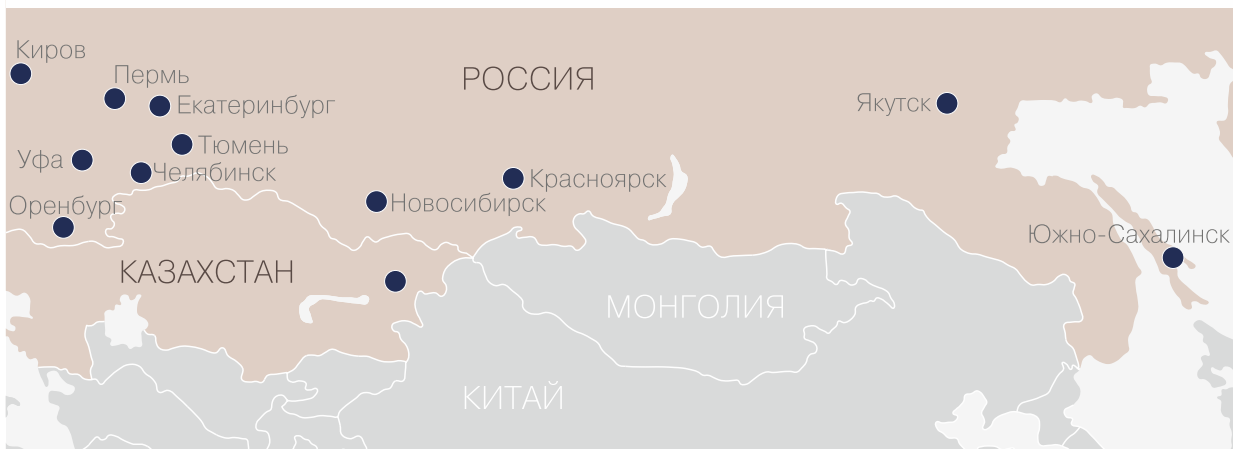 Киров
Пермь
РОССИЯ
Екатеринбург
Якутск
Тюмень
Уфа
Челябинск
Красноярск
Новосибирск
Оренбург
Южно-Сахалинск
КАЗАХСТАН
МОНГОЛИЯ
КИТАЙ